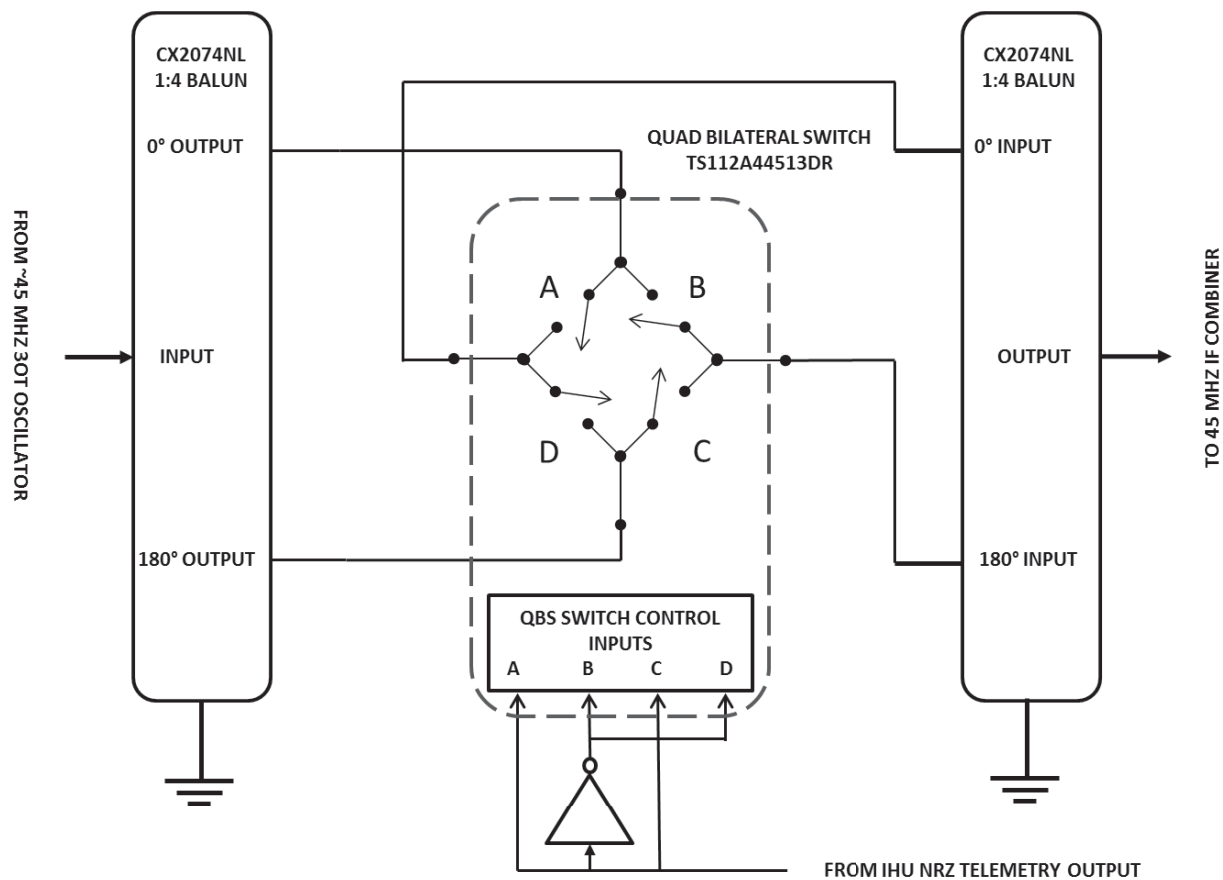 CX2074NL
1:4 BALUN
0° OUTPUT
INPUT
180° OUTPUT
FROM ~45 MHZ 3OT OSCILLATOR
QUAD BILATERAL SWITCH
TS112A44513DR
A
B
D
C
QBS SWITCH CONTROL
INPUTS
A B C D
FROM IHU NRZ TELEMETRY OUTPUT
CX2074NL
1:4 BALUN
0° INPUT
OUTPUT
180° INPUT
TO 45 MHZ IF COMBINER